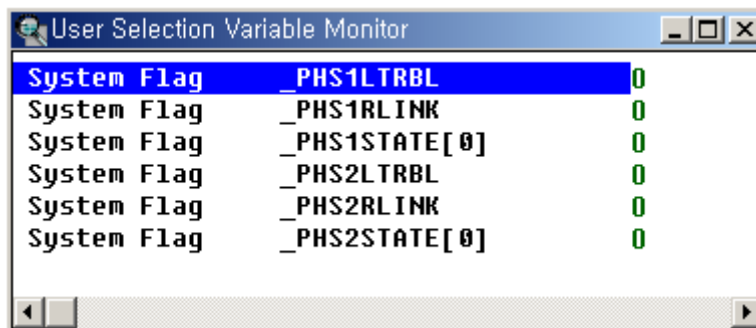 User Selection Variable Monitor
System Flag _PHS1LTRBL 0
System Flag _PHS1RLINK 0
System Flag _PHS1STATE[0] 0
System Flag _PHS2LTRBL 0
System Flag _PHS2RLINK 0
System Flag _PHS2STATE[0] 0